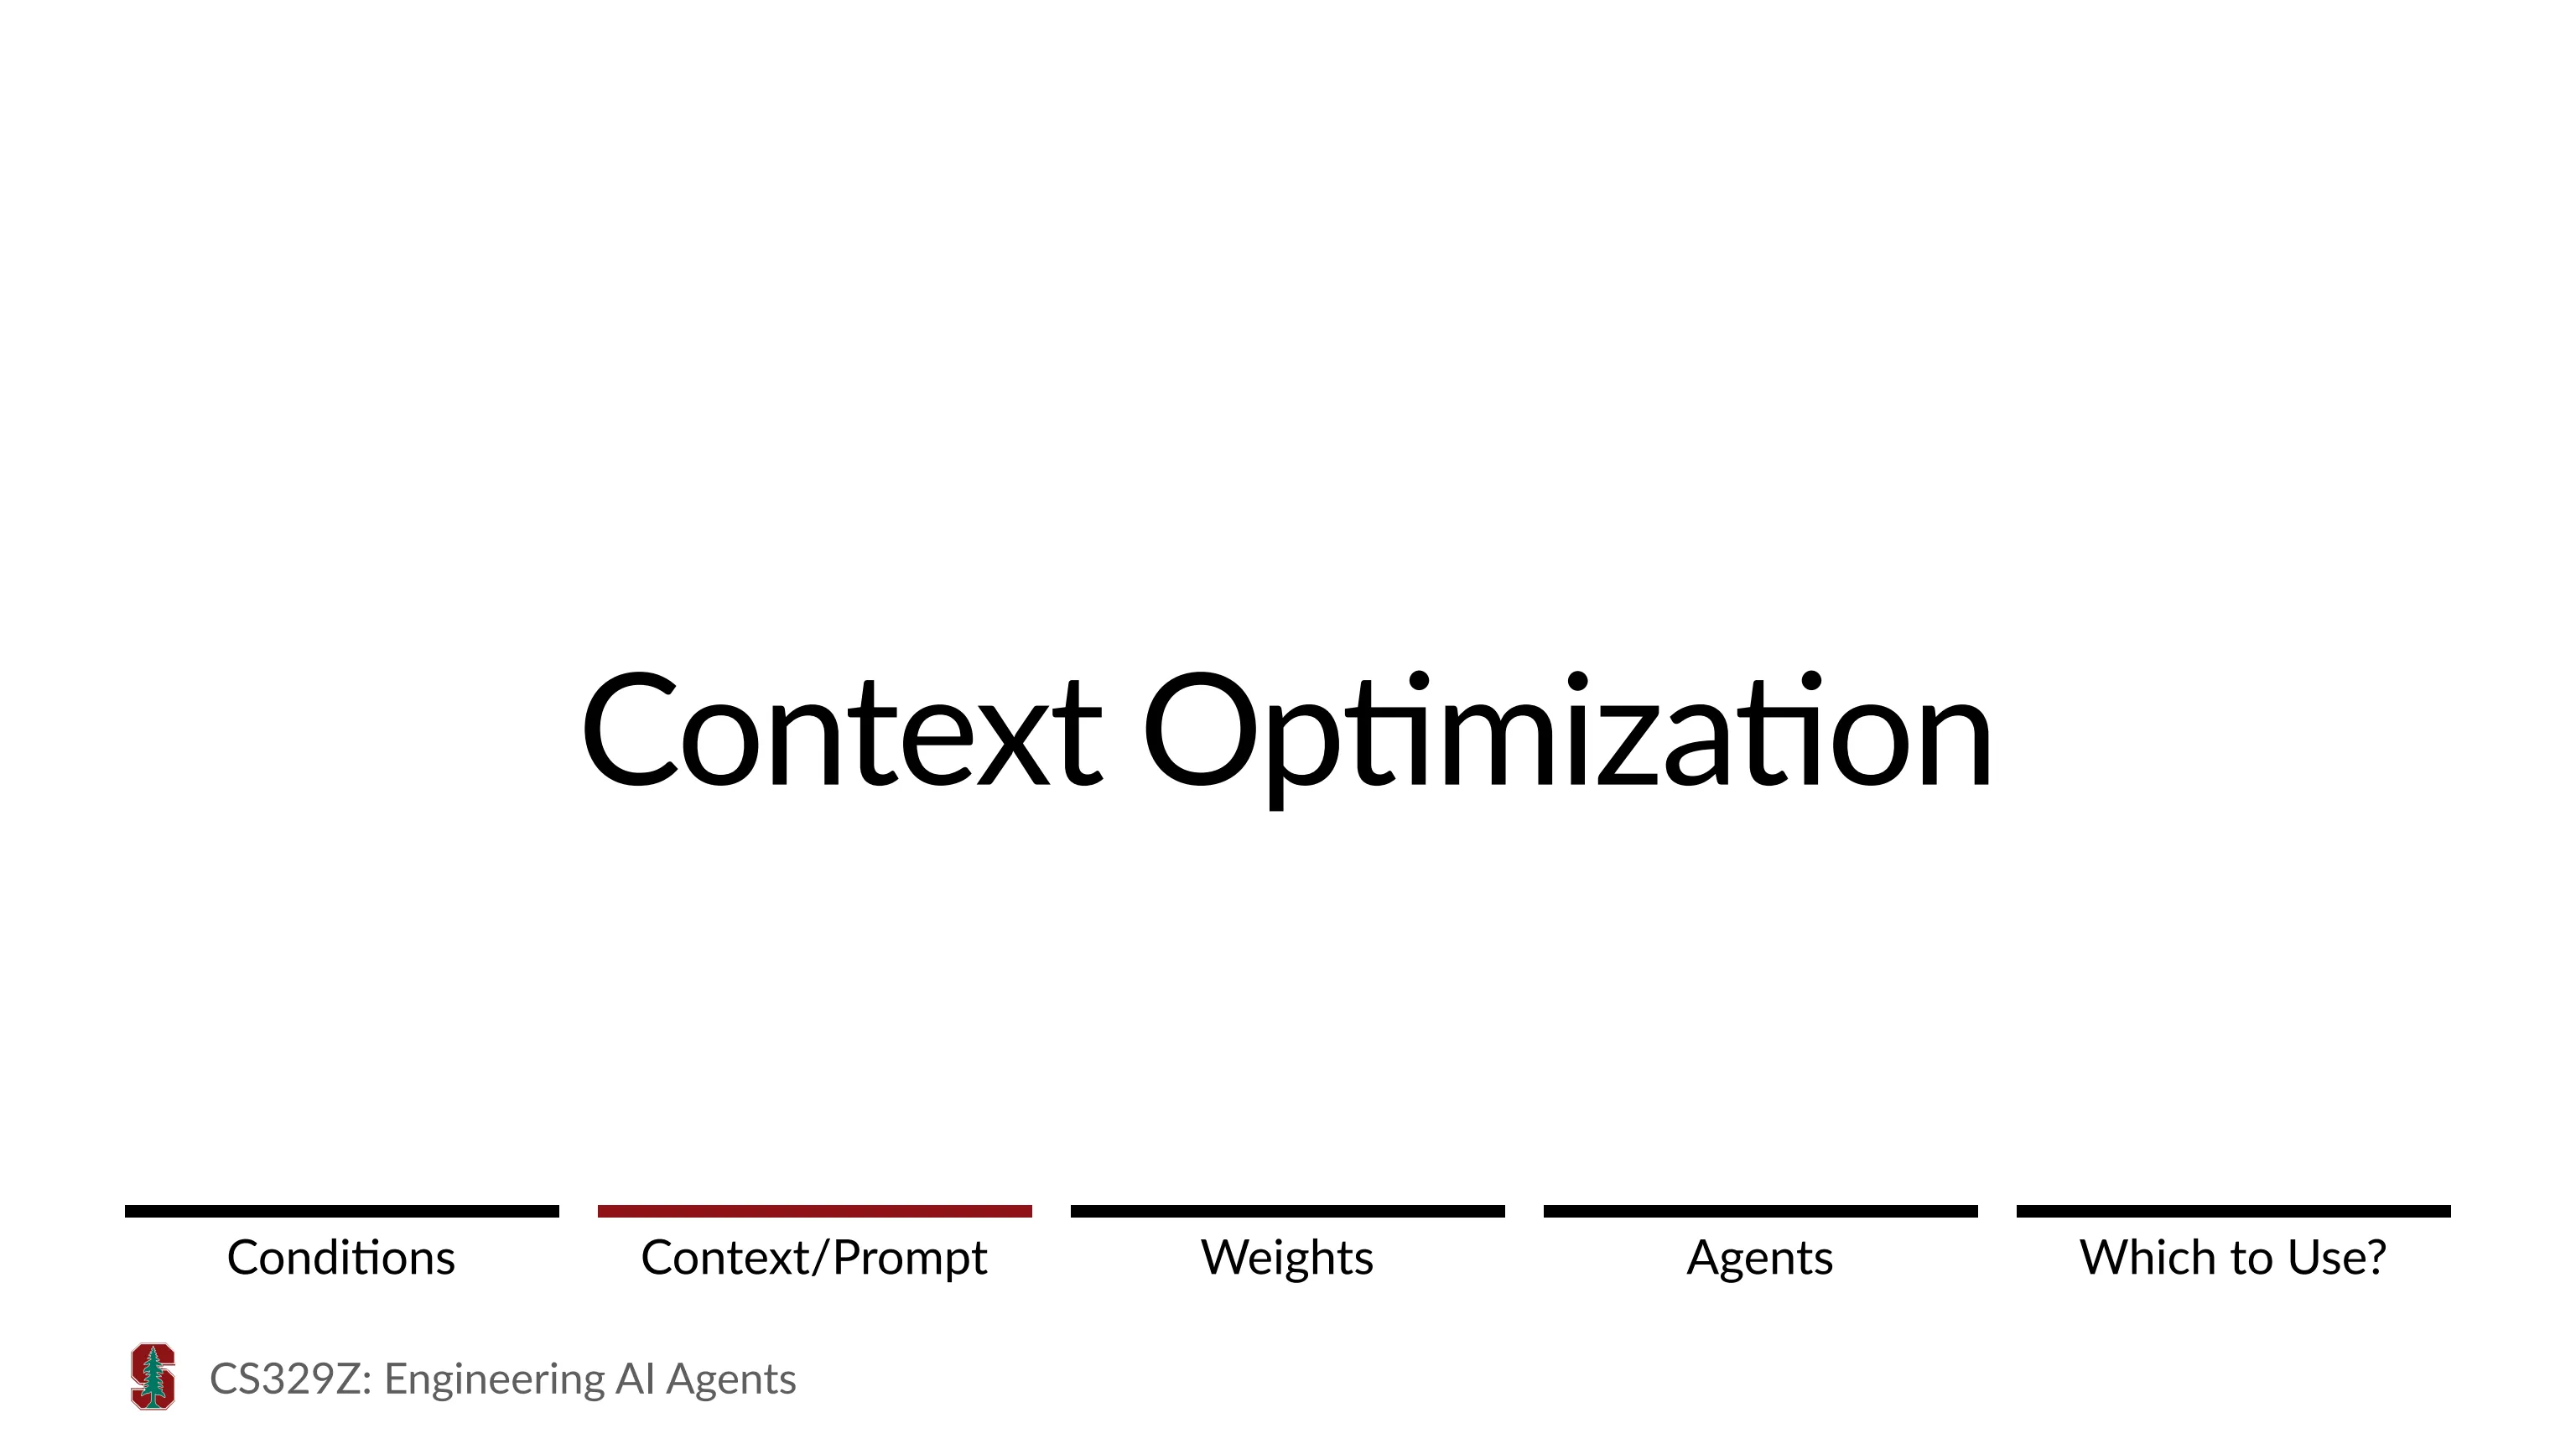 Context Optimization
Conditions
Context/Prompt
Weights
Agents
Which to Use?
CS329Z: Engineering AI Agents